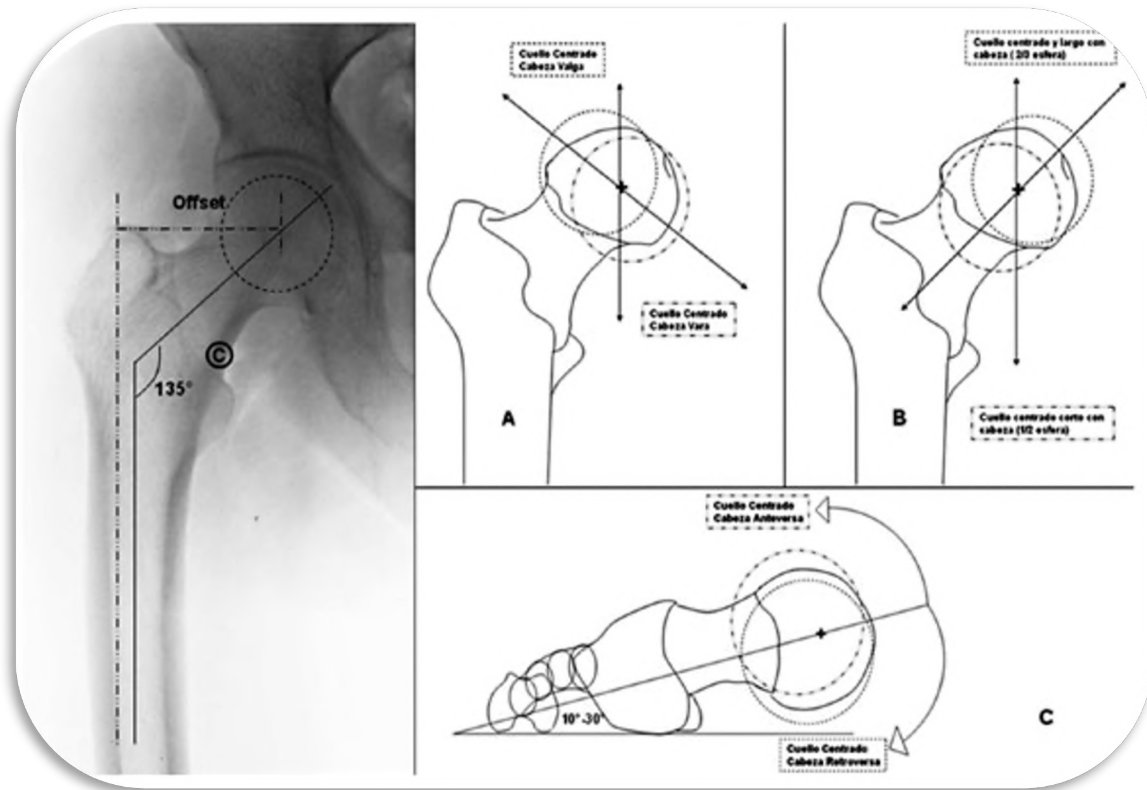 Offset
135°
©
Cuello Centrado
Cabeza Valga
Cuello Centrado
Cabeza Vara
A
Cuello centrado y largo con
cabeza (2/3 esfera)
Cuello centrado corto con
cabeza (1/2 esfera)
B
Cuello Centrado
Cabeza Anteversa
10°-30°
Cuello Centrado
Cabeza Retroversa
C